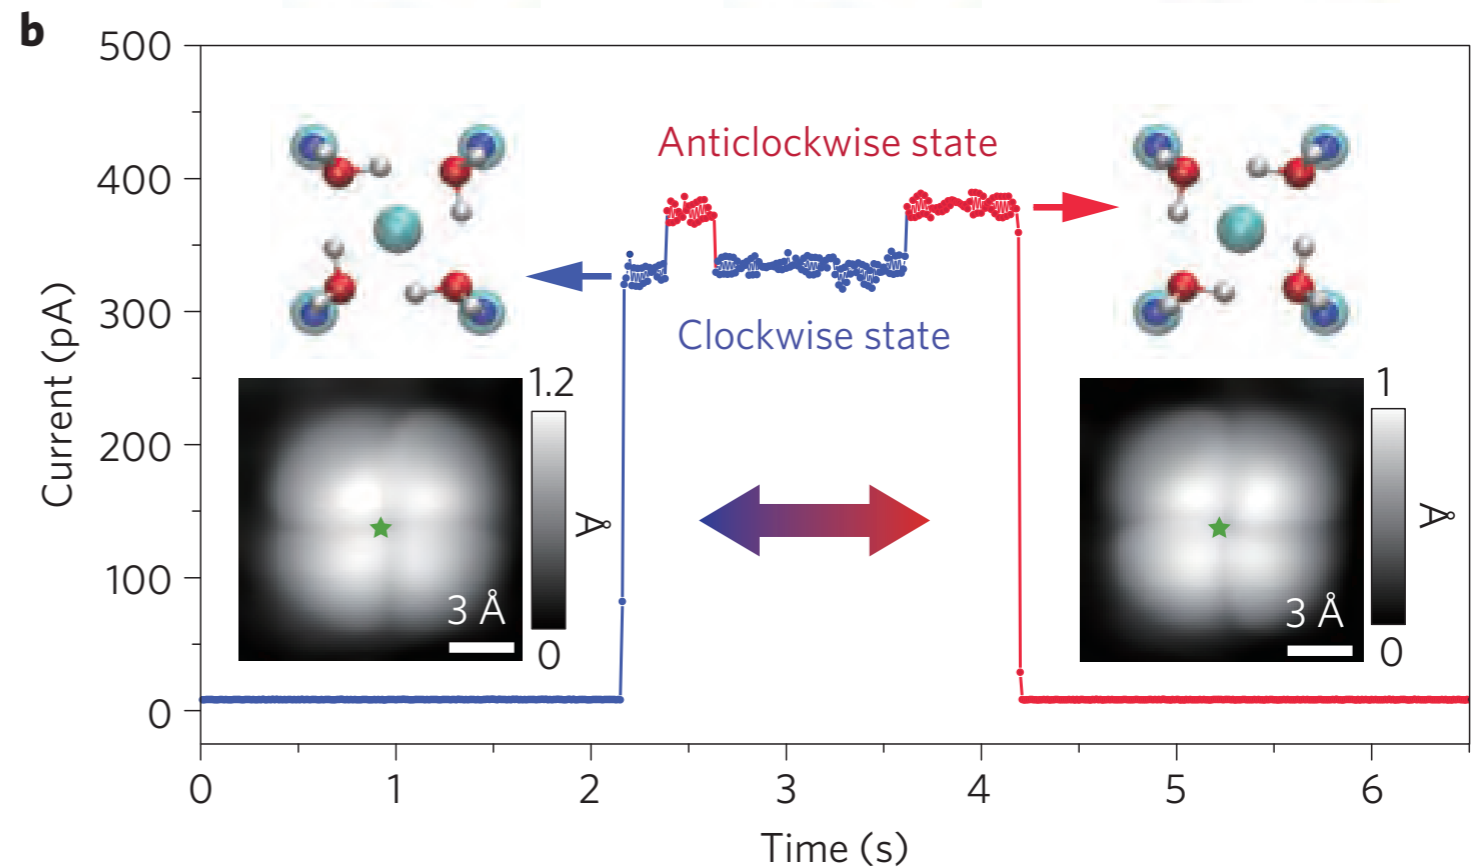 b
500
400
300
200
100
0
Current (pA)
Anticlockwise state
Clockwise state
1.2
Å
0
3 Å
1
Å
0
3 Å
0 1 2 3 4 5 6
Time (s)